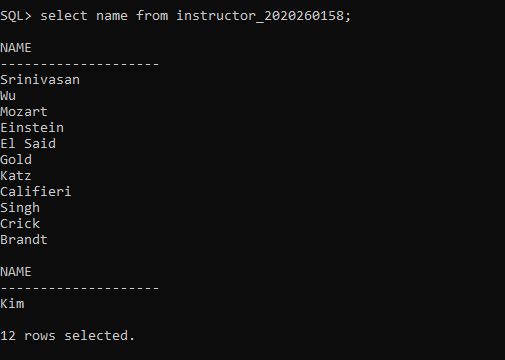 SQL> select name from instructor_2020260158;
NAME
--------------------
Srinivasan
Wu
Mozart
Einstein
El Said
Gold
Katz
Califieri
Singh
Crick
Brandt
NAME
--------------------
Kim
12 rows selected.